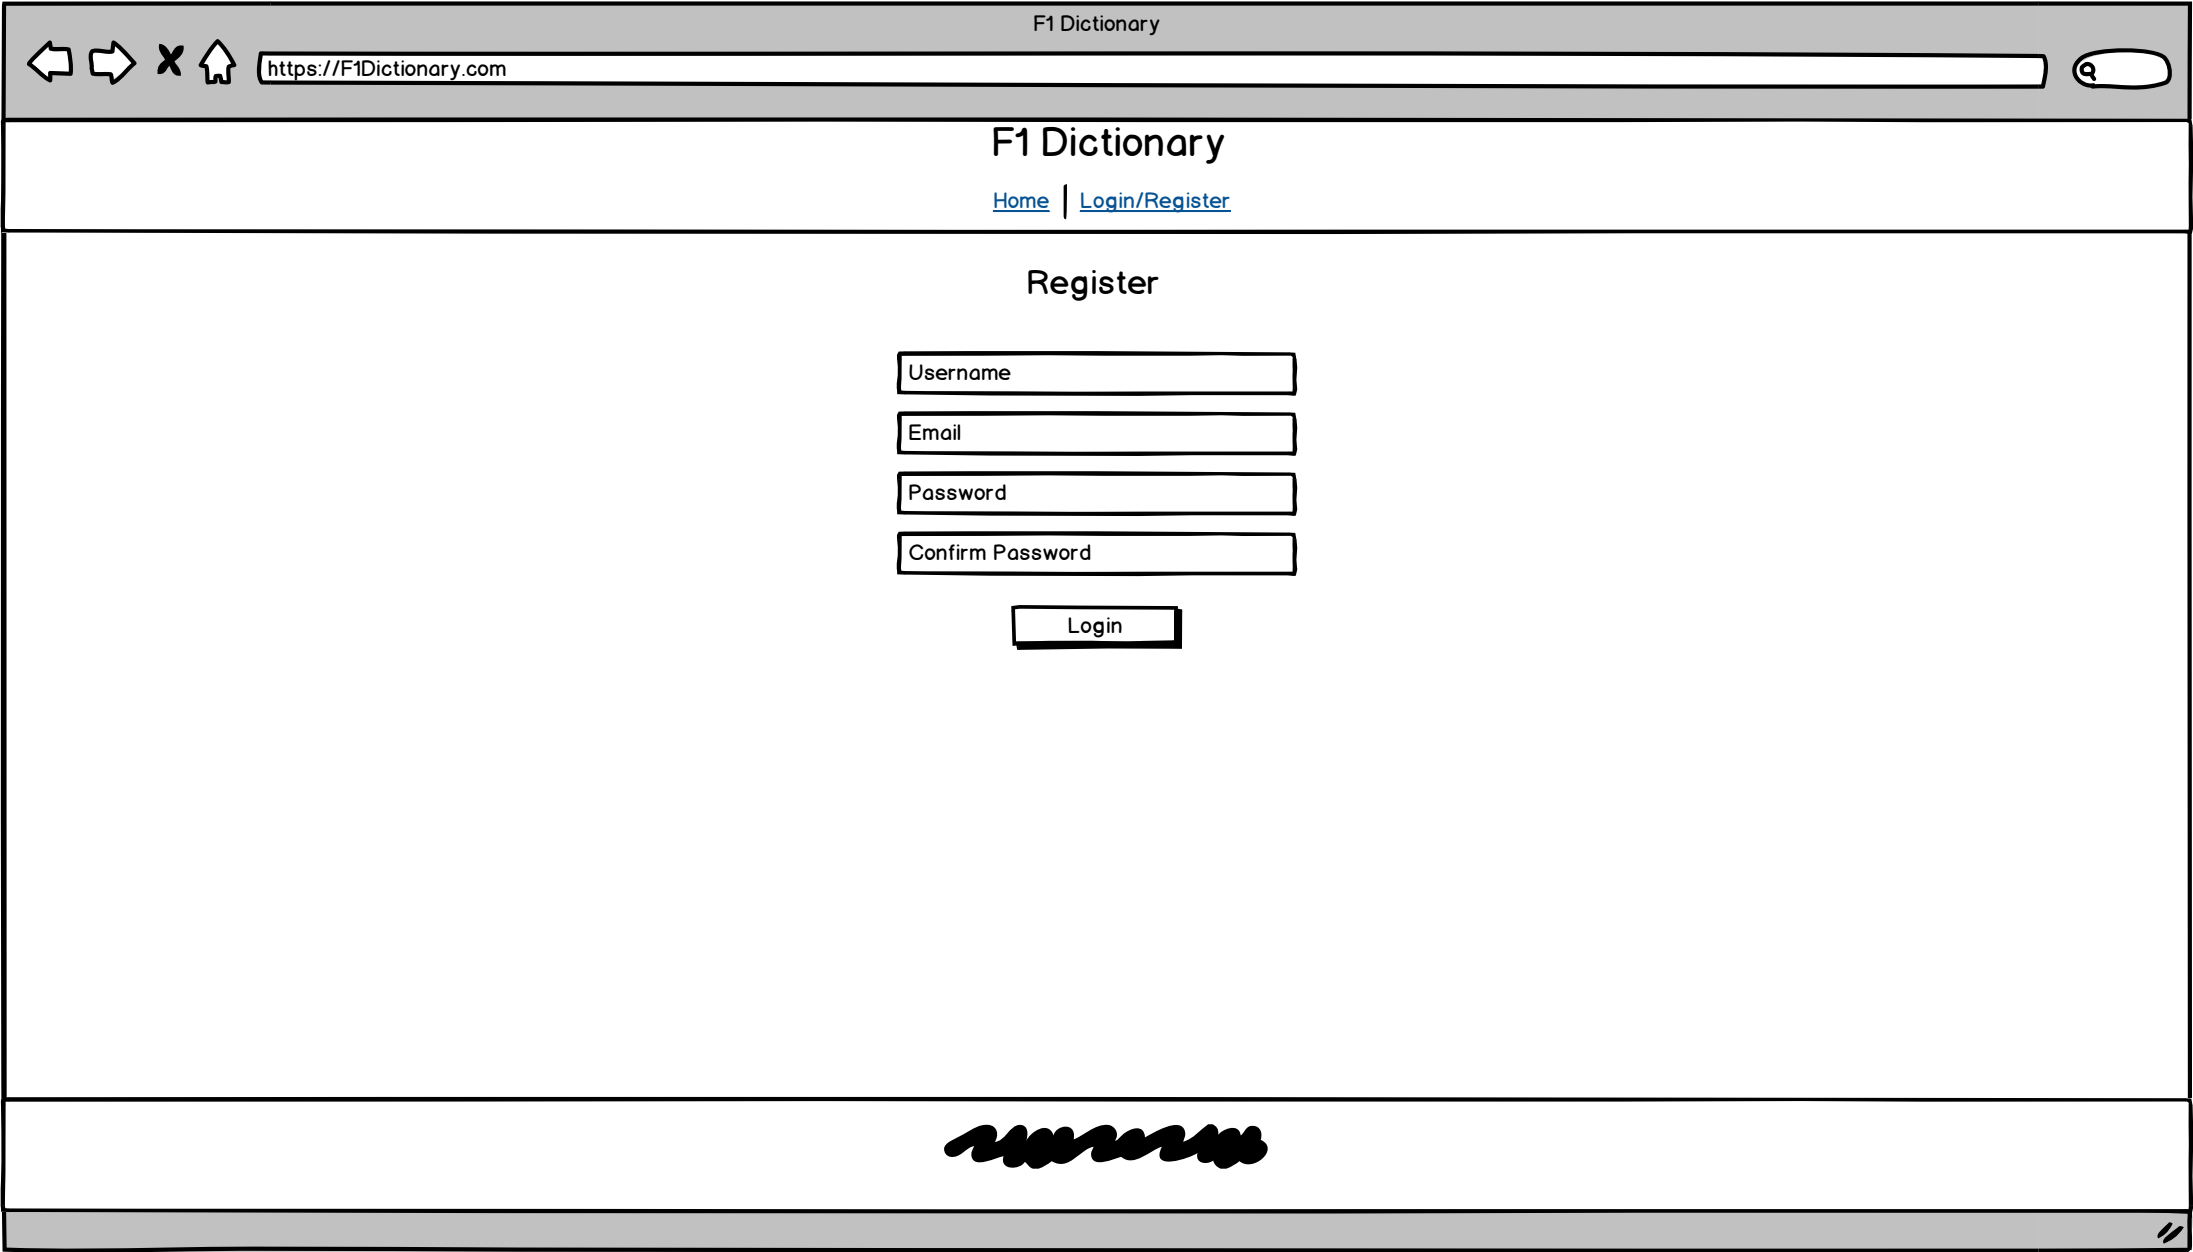 F1 Dictionary
https://F1Dictionary.com
F1 Dictionary
Home Login/Register
Register
Username
Email
Password
Confirm Password
Login